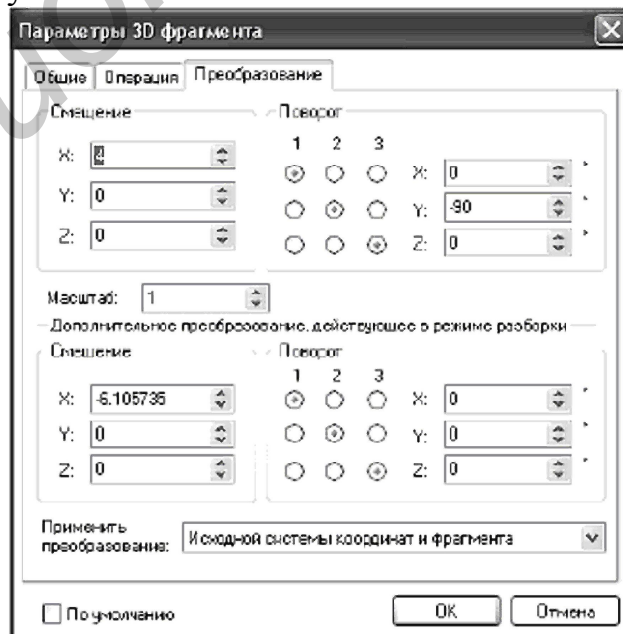 Параметры 3D фрагмента
Общие Операция Преобразование
Смещение Поворот
1 2 3
X: X: 0 °
Y: 0 Y: -90 °
Z: 0 Z: 0 °
Масштаб: 1
Дополнительное преобразование, действующее в режиме разборки
Смещение Поворот
1 2 3
X: -6.105735 X: 0 °
Y: 0 Y: 0 °
Z: 0 Z: 0 °
Применить
преобразование: Исходной системы координат и фрагмента
По умолчанию OK Отмена